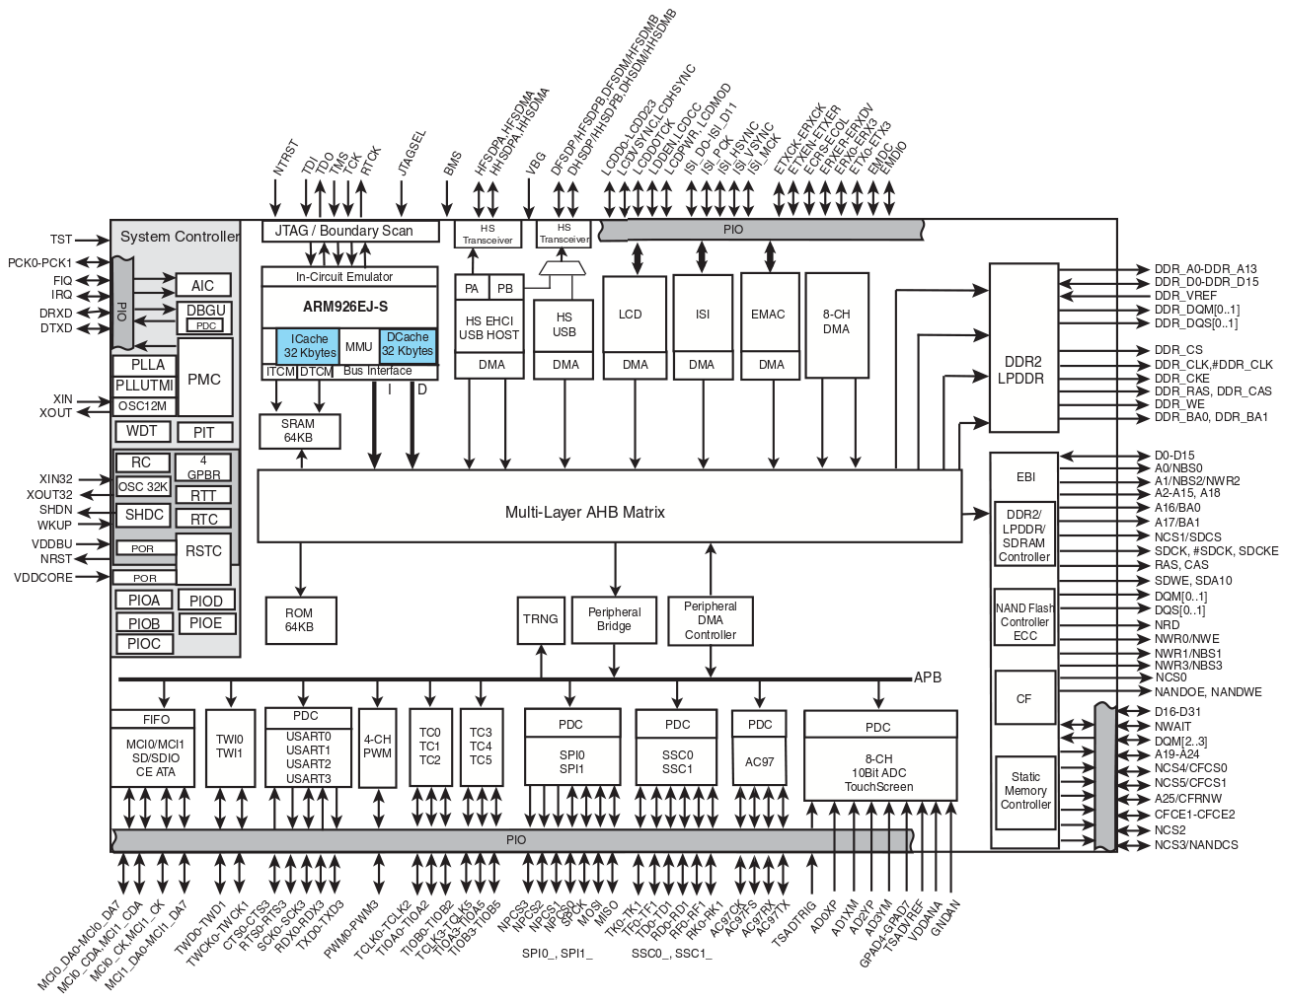 NTRST
TDI
TDO
TMS
TCK
RTCK
JTAGSEL
BMS
HFSDPA,HFSDMA
HHSDPA,HHSDMA
VBG
DFSDP/HFSDPB,DFSDM/HFSDMB
DHSDP/HHSDPB,DHSDM/HHSDMB
LCDD0-LCDD23
LCDVSYNC,LCDHSYNC
LCDDOTCK
LDDEN,LCDCC
LCDPWR, LCDMOD
ISI_DO-ISI_D11
ISI_PCK
ISI_HSYNC
ISI_VSYNC
ISI_MCK
ETXCK-ERXCK
ETXEN-ETXER
ECRS-ECOL
ERXER-ERXDV
ERX0-ERX3
ETX0-ETX3
EMDC
EMDIO
TST
PCK0-PCK1
FIQ
IRQ
DRXD
DTXD
XIN
XOUT
XIN32
XOUT32
SHDN
WKUP
VDDBU
NRST
VDDCORE
System Controller
PIO
AIC
DBGU
PDC
PLLA
PLLUTMI
OSC12M
PMC
WDT
PIT
RC
4
GPBR
OSC 32K
RTT
SHDC
RTC
POR
RSTC
POR
PIOA
PIOD
PIOB
PIOE
PIOC
JTAG / Boundary Scan
In-Circuit Emulator
ARM926EJ-S
ICache
32 Kbytes
MMU
DCache
32 Kbytes
ITCM
DTCM
Bus Interface
I
D
SRAM
64KB
HS
Transceiver
HS
Transceiver
PA
PB
HS EHCI
USB HOST
DMA
HS
USB
DMA
PIO
LCD
DMA
ISI
DMA
EMAC
DMA
8-CH
DMA
Multi-Layer AHB Matrix
ROM
64KB
TRNG
Peripheral
Bridge
Peripheral
DMA
Controller
APB
DDR2
LPDDR
EBI
DDR2/
LPDDR/
SDRAM
Controller
NAND Flash
Controller
ECC
CF
Static
Memory
Controller
PIO
DDR_A0-DDR_A13
DDR_D0-DDR_D15
DDR_VREF
DDR_DQM[0..1]
DDR_DQS[0..1]
DDR_CS
DDR_CLK,#DDR_CLK
DDR_CKE
DDR_RAS, DDR_CAS
DDR_WE
DDR_BA0, DDR_BA1
D0-D15
A0/NBS0
A1/NBS2/NWR2
A2-A15, A18
A16/BA0
A17/BA1
NCS1/SDCS
SDCK, #SDCK, SDCKE
RAS, CAS
SDWE, SDA10
DQM[0..1]
DQS[0..1]
NRD
NWR0/NWE
NWR1/NBS1
NWR3/NBS3
NCS0
NANDOE, NANDWE
D16-D31
NWAIT
DQM[2..3]
A19-A24
NCS4/CFCS0
NCS5/CFCS1
A25/CFRNW
CFCE1-CFCE2
NCS2
NCS3/NANDCS
FIFO
MCI0/MCI1
SD/SDIO
CE ATA
TWI0
TWI1
PDC
USART0
USART1
USART2
USART3
4-CH
PWM
TC0
TC1
TC2
TC3
TC4
TC5
PDC
SPI0
SPI1
PDC
SSC0
SSC1
PDC
AC97
PDC
8-CH
10Bit ADC
TouchScreen
MCI0_DA0-MCI0_DA7
MCI0_CDA,MCI1_CDA
MCI0_CK,MCI1_CK
MCI1_DA0-MCI1_DA7
TWD0-TWD1
TWCK0-TWCK1
CTS0-CTS3
RTS0-RTS3
SCK0-SCK3
RDX0-RDX3
TXD0-TXD3
PWM0-PWM3
TCLK0-TCLK2
TIOA0-TIOA2
TIOB0-TIOB2
TCLK3-TCLK5
TIOA3-TIOA5
TIOB3-TIOB5
NPCS3
NPCS2
NPCS1
NPCS0
SPCK
MOSI
MISO
SPI0_, SPI1_
TK0-TK1
TF0-TF1
TD0-TD1
RD0-RD1
RF0-RF1
RK0-RK1
SSC0_, SSC1_
AC97CK
AC97FS
AC97RX
AC97TX
TSADTRIG
AD0XP
AD1XM
AD2YP
AD3YM
GPAD4-GPAD7
TSADVREF
VDDANA
GNDAN